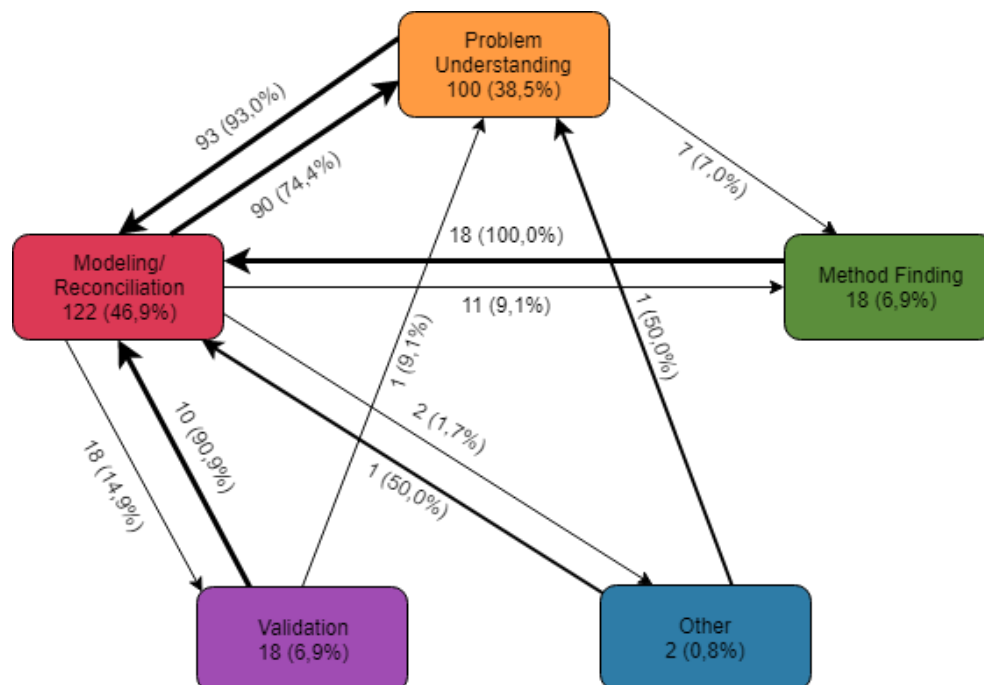 Problem
Understanding
100 (38,5%)
93 (93,0%)
90 (74,4%)
7 (7,0%)
Modeling/
Reconciliation
122 (46,9%)
18 (100,0%)
11 (9,1%)
Method Finding
18 (6,9%)
1 (9,1%)
1 (50,0%)
2 (1,7%)
10 (90,9%)
18 (14,9%)
1 (50,0%)
Validation
18 (6,9%)
Other
2 (0,8%)